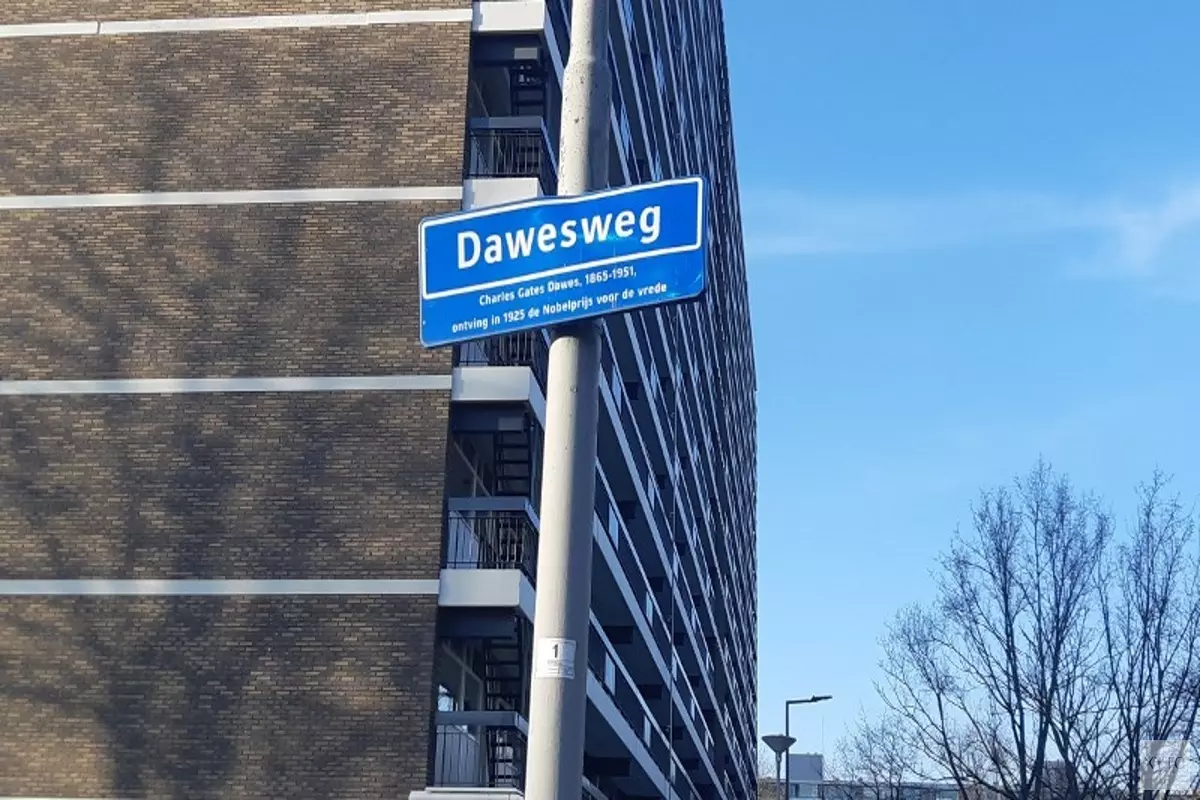 Dawesweg
Charles Gates Dawes, 1865-1951,
ontving in 1925 de Nobelprijs voor de vrede
1